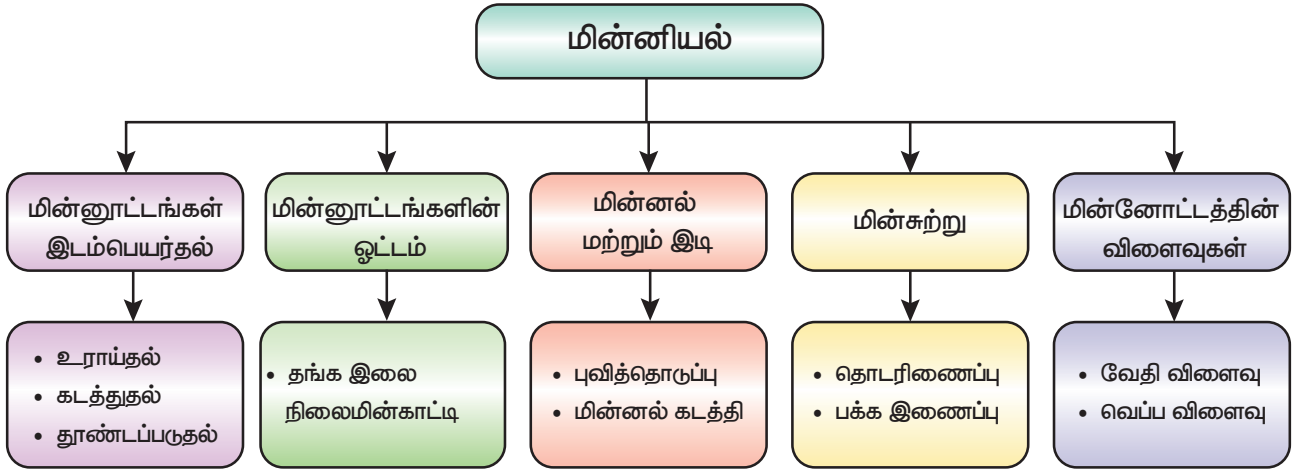 மின்னியல்
மின்னூட்டங்கள்
இடம்பெயர்தல்
மின்னூட்டங்களின்
ஓட்டம்
மின்னல்
மற்றும் இடி
மின்சுற்று
மின்னோட்டத்தின்
விளைவுகள்
• உராய்தல்
• கடத்துதல்
• தூண்டப்படுதல்
• தங்க இலை
நிலைமின்காட்டி
• புவித்தொடுப்பு
• மின்னல் கடத்தி
• தொடரிணைப்பு
• பக்க இணைப்பு
• வேதி விளைவு
• வெப்ப விளைவு